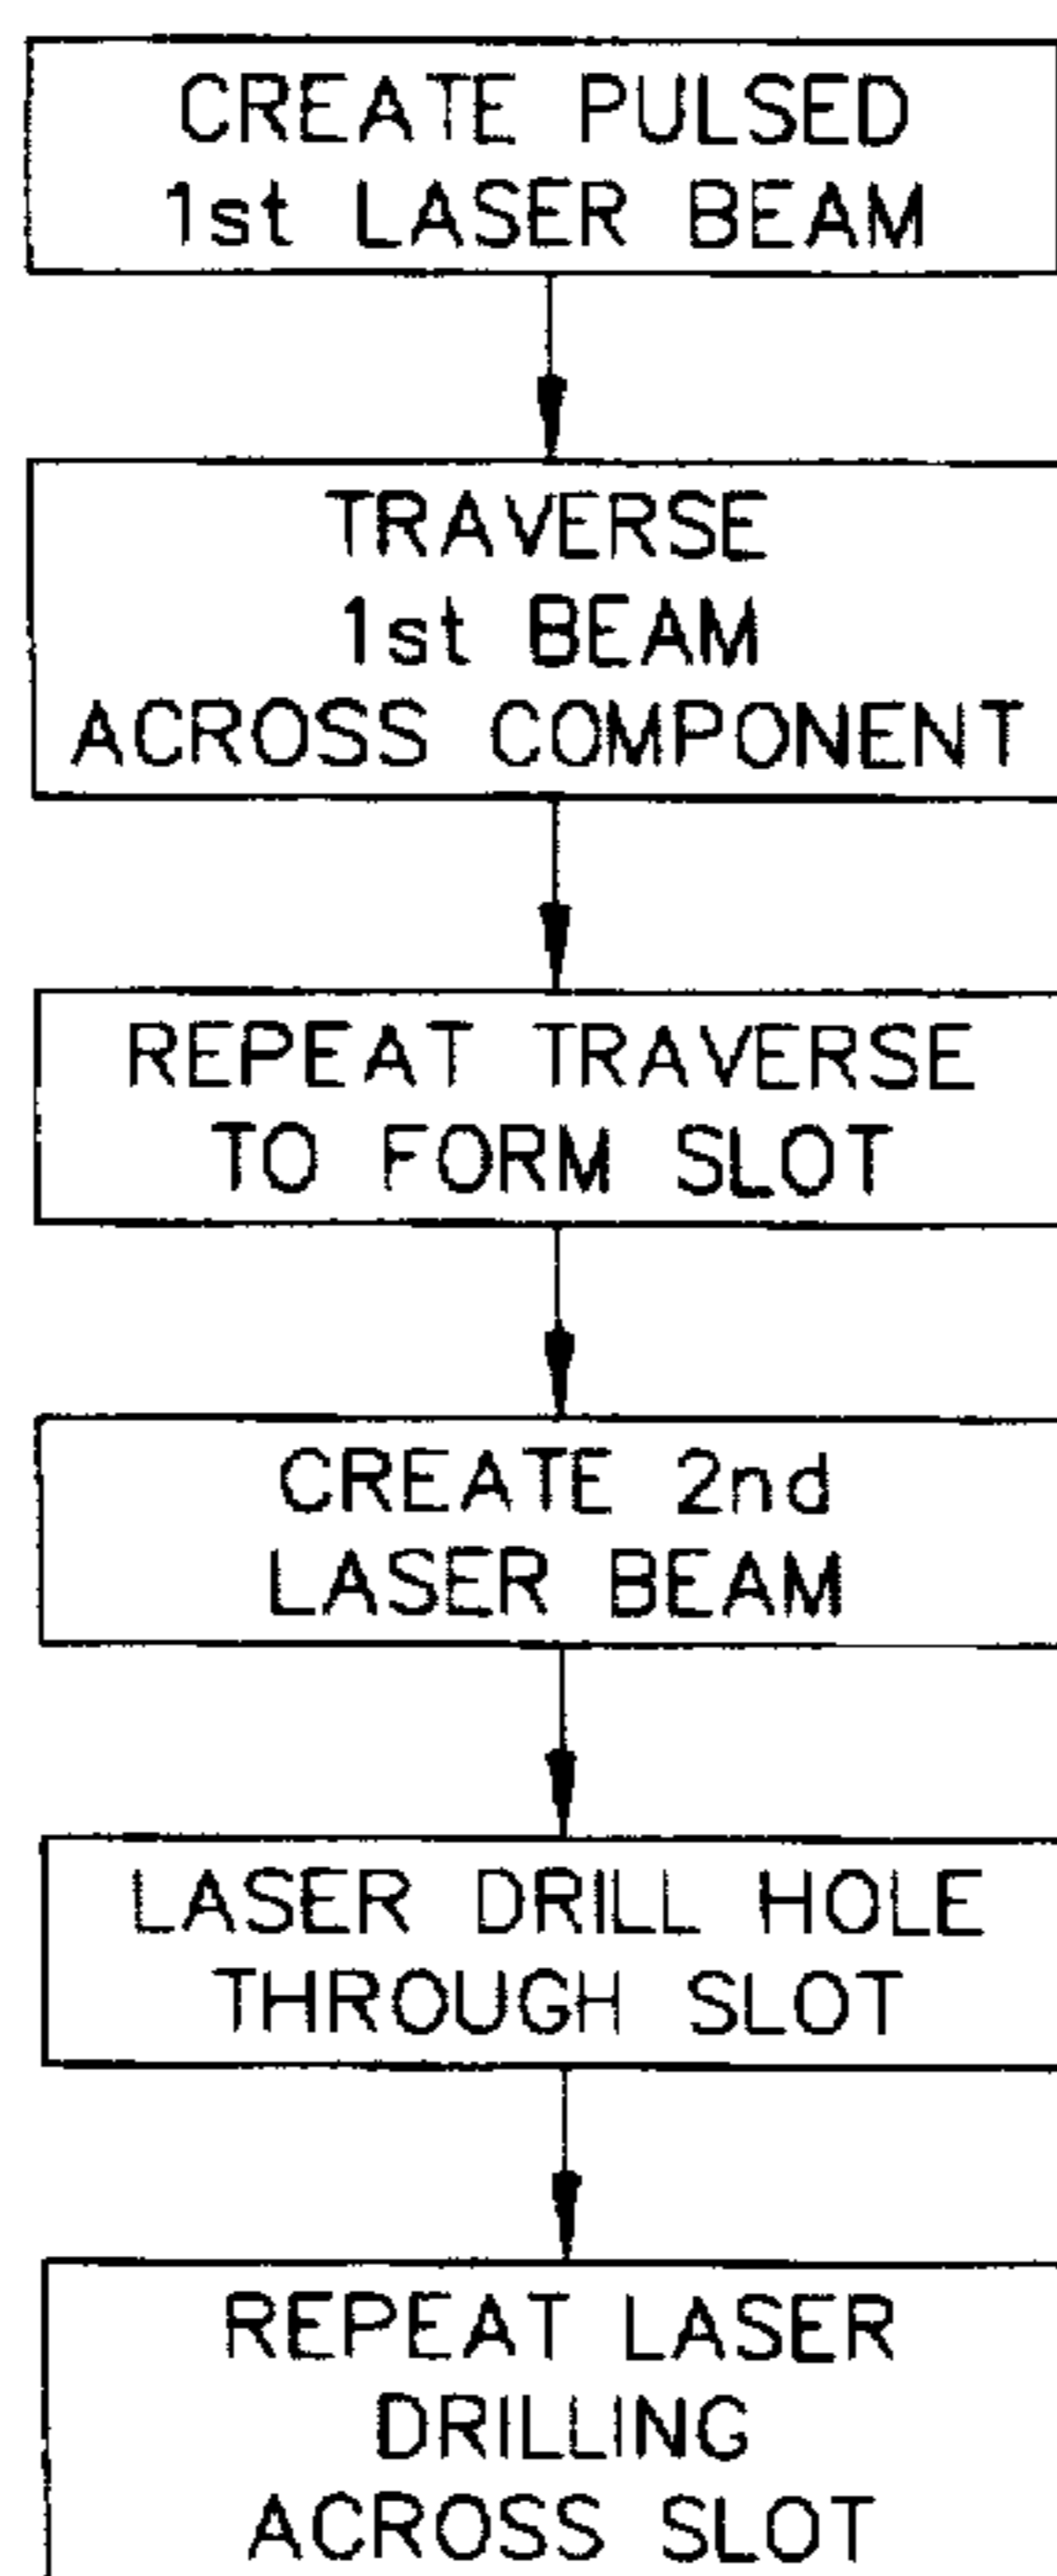 CREATE PULSED
1st LASER BEAM
TRAVERSE
1st BEAM
ACROSS COMPONENT
REPEAT TRAVERSE
TO FORM SLOT
CREATE 2nd
LASER BEAM
LASER DRILL HOLE
THROUGH SLOT
REPEAT LASER
DRILLING
ACROSS SLOT